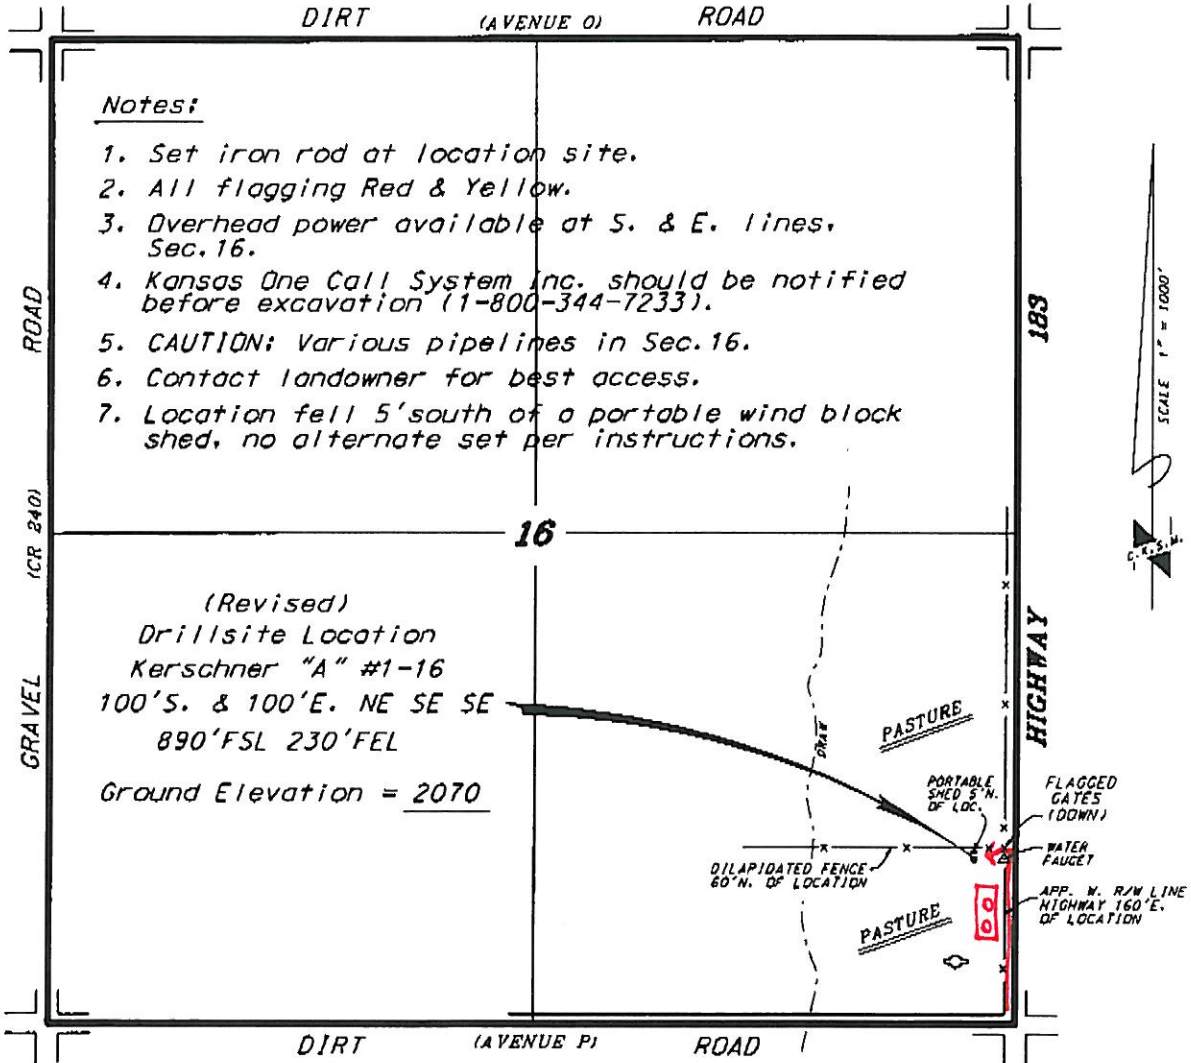 DIRT (AVENUE O) ROAD
Notes:
1. Set iron rod at location site.
2. All flagging Red & Yellow.
3. Overhead power available at S. & E. lines,
Sec.16.
4. Kansas One Call System Inc. should be notified
before excavation (1-800-344-7233).
5. CAUTION: Various pipelines in Sec.16.
6. Contact landowner for best access.
7. Location fell 5'south of a portable wind block
shed, no alternate set per instructions.
GRAVEL (CR 240) ROAD
HIGHWAY 183
SCALE 1" = 1000'
C.K.S.M.
16
(Revised)
Drillsite Location
Kerschner "A" #1-16
100'S. & 100'E. NE SE SE
890'FSL 230'FEL
Ground Elevation = 2070
DRAW
PASTURE
PORTABLE
SHED 5'N.
OF LOC.
FLAGGED
GATES
(DOWN)
WATER
FAUCET
DILAPIDATED FENCE
60'N. OF LOCATION
APP. W. R/W LINE
HIGHWAY 160'E.
OF LOCATION
PASTURE
DIRT (AVENUE P) ROAD